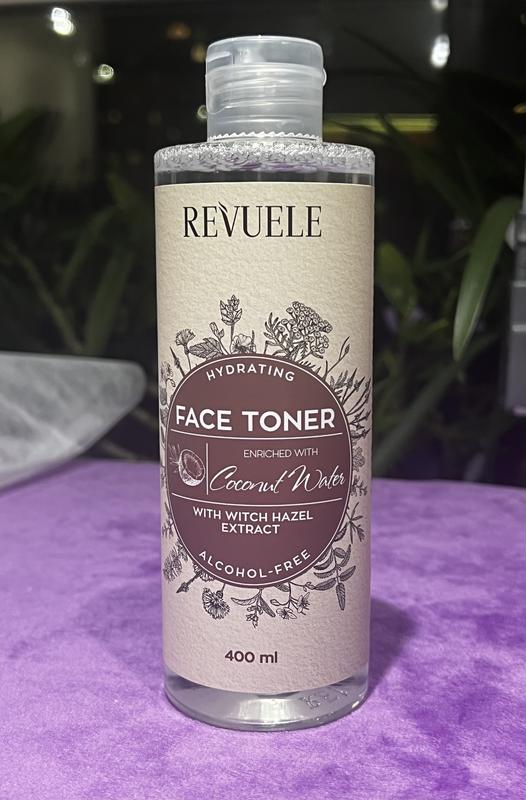 REVUELE
HYDRATING
FACE TONER
ENRICHED WITH
Coconut Water
WITH WITCH HAZEL
EXTRACT
ALCOHOL-FREE
400 ml